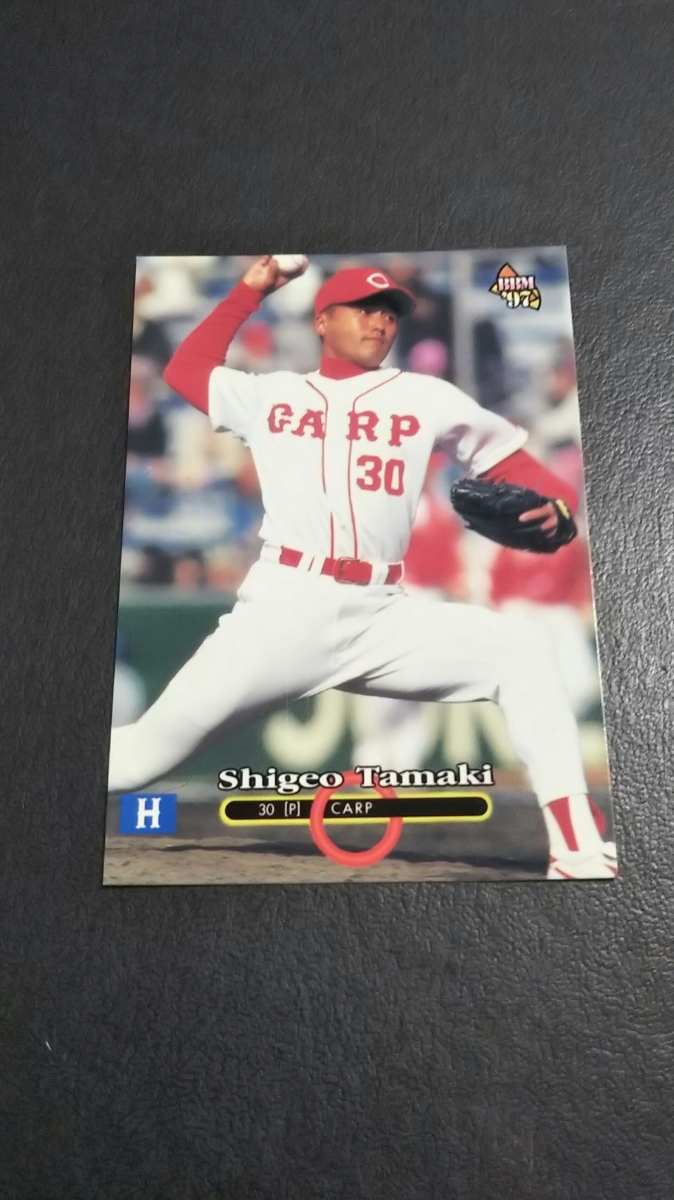 BBM
'97
C
CARP
30
Shigeo Tamaki
30 [P] CARP
H